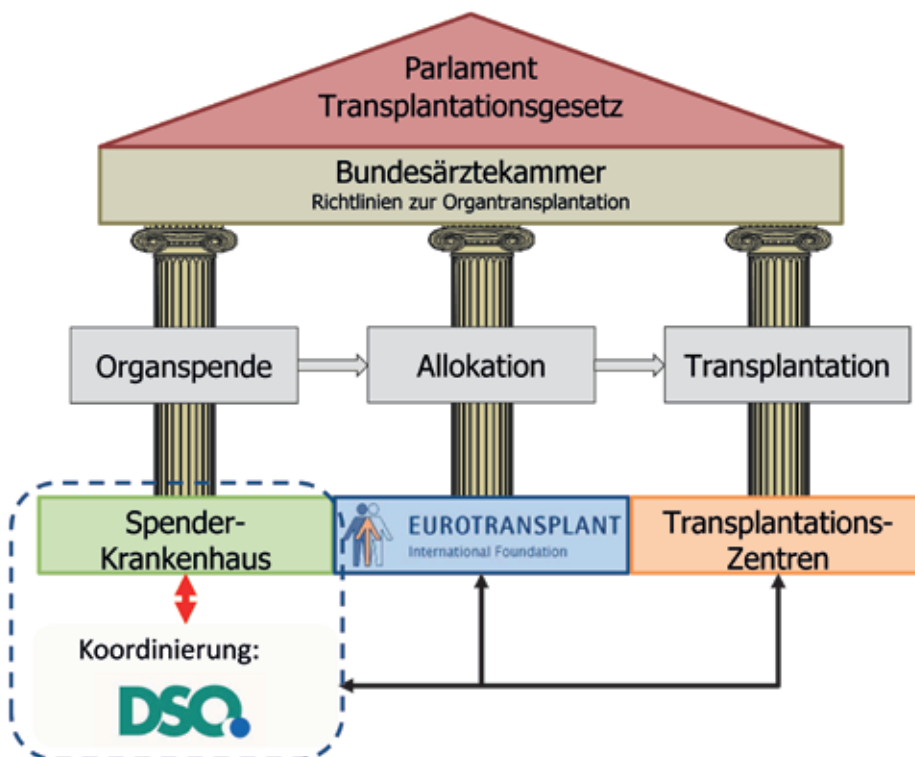 Parlament
Transplantationsgesetz
Bundesärztekammer
Richtlinien zur Organtransplantation
Organspende
Allokation
Transplantation
Spender-
Krankenhaus
EUROTRANSPLANT
International Foundation
Transplantations-
Zentren
Koordinierung:
DSO